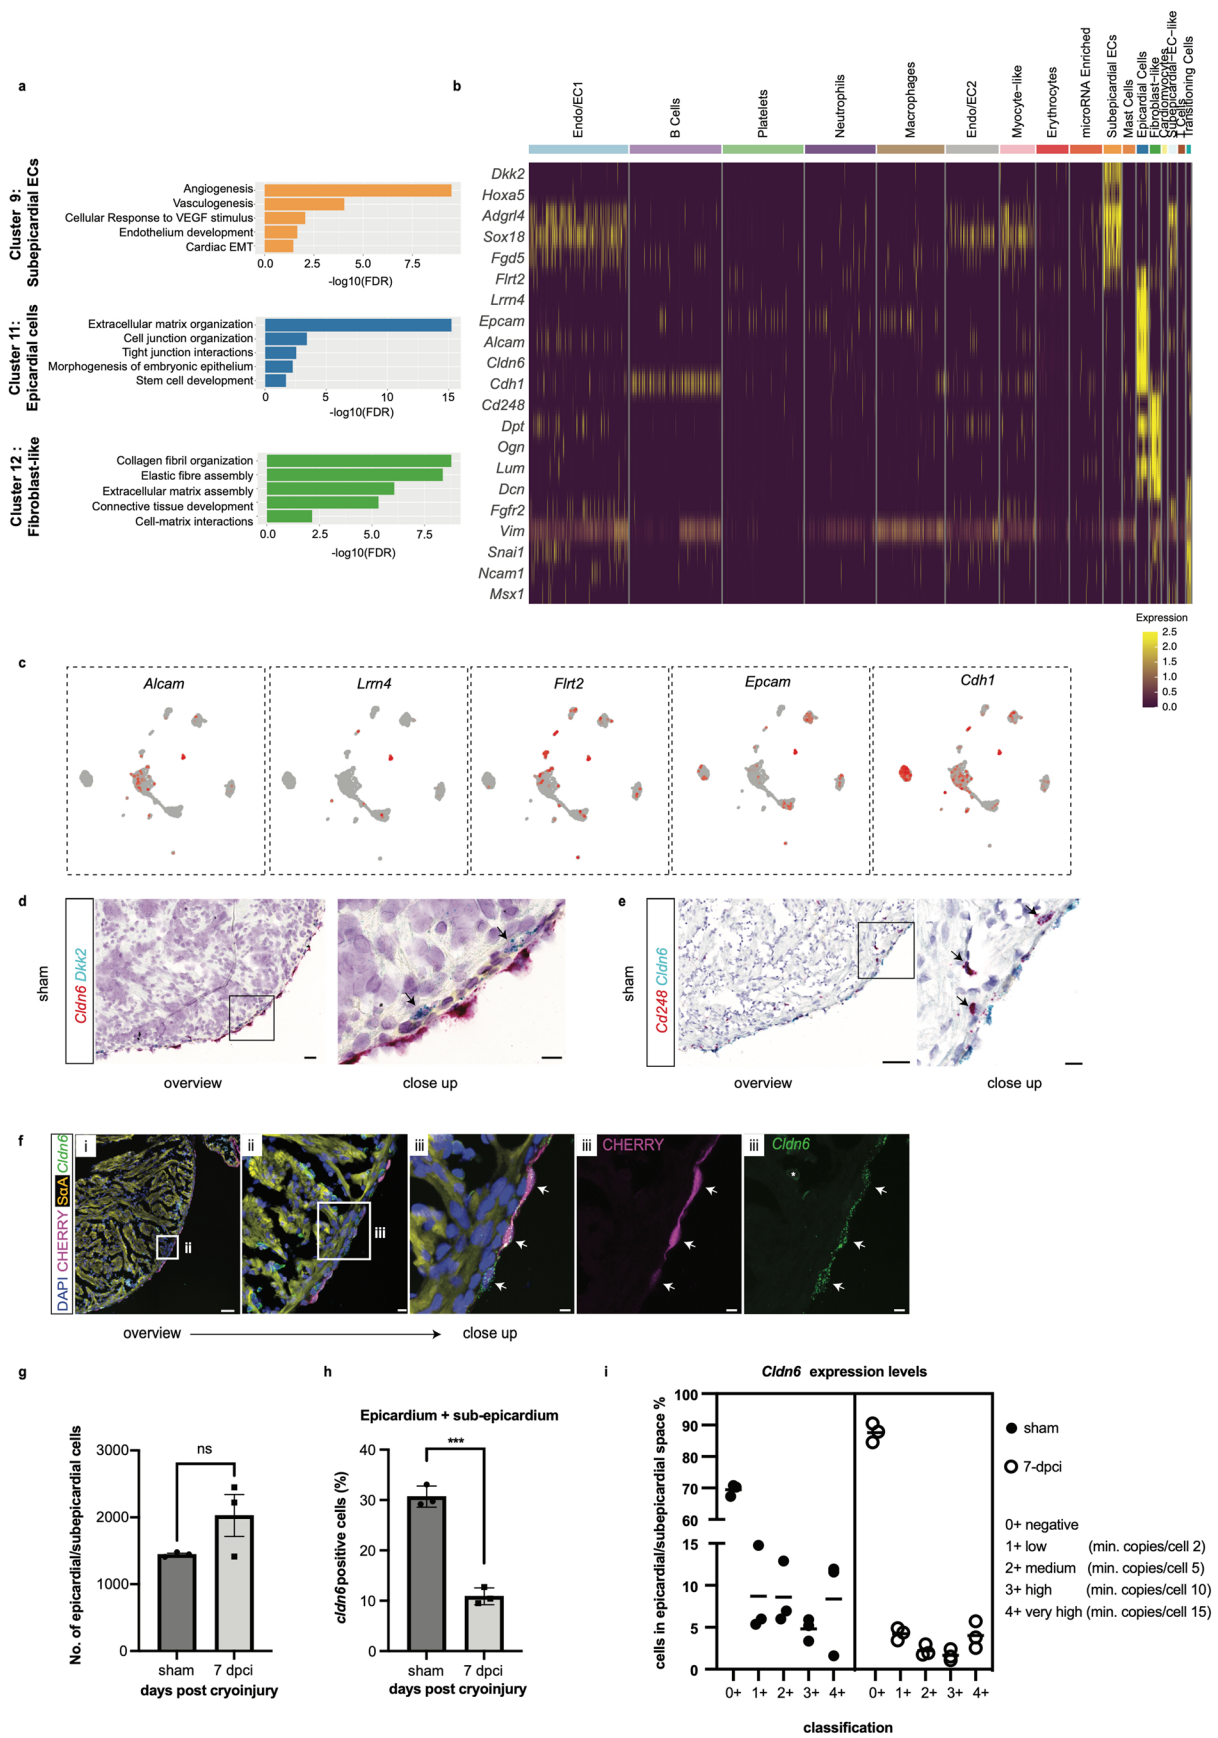 a
Cluster 9:
Subepicardial ECs
Angiogenesis
Vasculogenesis
Cellular Response to VEGF stimulus
Endothelium development
Cardiac EMT
0.0 2.5 5.0 7.5
-log10(FDR)
Cluster 11:
Epicardial cells
Extracellular matrix organization
Cell junction organization
Tight junction interactions
Morphogenesis of embryonic epithelium
Stem cell development
0 5 10 15
-log10(FDR)
Cluster 12 :
Fibroblast-like
Collagen fibril organization
Elastic fibre assembly
Extracellular matrix assembly
Connective tissue development
Cell-matrix interactions
0.0 2.5 5.0 7.5
-log10(FDR)
b
Endo/EC1
B Cells
Platelets
Neutrophils
Macrophages
Endo/EC2
Myocyte-like
Erythrocytes
microRNA Enriched
Subepicardial ECs
Mast Cells
Epicardial Cells
Fibroblast-like
Cardiomyocytes
Subepicardial-EC-like
T Cells
Transitioning Cells
Dkk2
Hoxa5
Adgrl4
Sox18
Fgd5
Flrt2
Lrrn4
Epcam
Alcam
Cldn6
Cdh1
Cd248
Dpt
Ogn
Lum
Dcn
Fgfr2
Vim
Snai1
Ncam1
Msx1
Expression
2.5
2.0
1.5
1.0
0.5
0.0
c
Alcam Lrrn4 Flrt2 Epcam Cdh1
d
sham
Cldn6 Dkk2
overview close up
e
sham
Cd248 Cldn6
overview close up
f
DAPI CHERRY SαA Cldn6
i
ii
ii
iii
iii
iii CHERRY
iii Cldn6
*
overview close up
g
No. of epicardial/subepicardial cells
3000
2000
1000
0
ns
sham 7 dpci
days post cryoinjury
h
Epicardium + sub-epicardium
cldn6 positive cells (%)
40
30
20
10
0
***
sham 7 dpci
days post cryoinjury
i
Cldn6 expression levels
cells in epicardial/subepicardial space %
100
90
80
70
60
15
10
5
0
0+ 1+ 2+ 3+ 4+ 0+ 1+ 2+ 3+ 4+
classification
sham
7-dpci
0+ negative
1+ low (min. copies/cell 2)
2+ medium (min. copies/cell 5)
3+ high (min. copies/cell 10)
4+ very high (min. copies/cell 15)